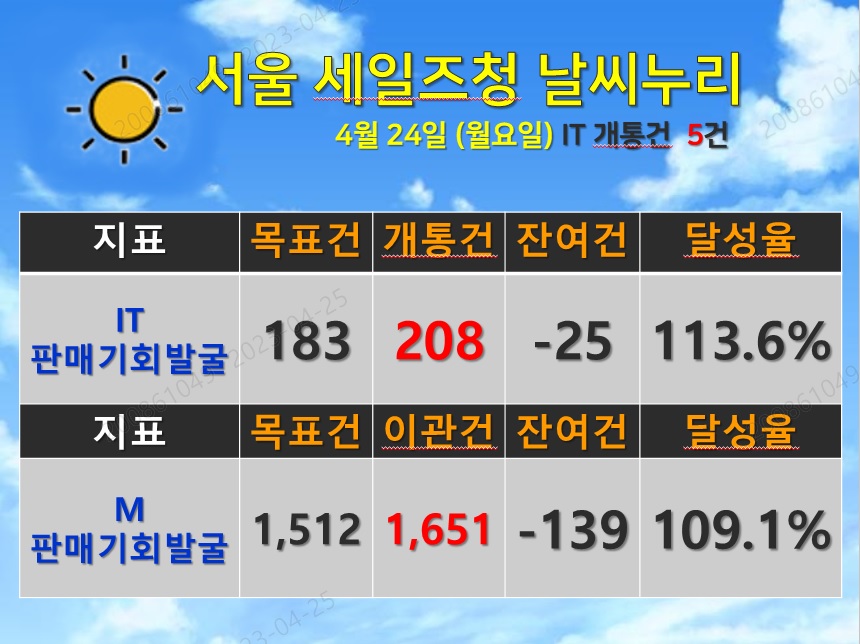 서울 세일즈청 날씨누리
4월 24일 (월요일) IT 개통건 5건
지표 목표건 개통건 잔여건 달성율
IT
판매기회발굴 183 208 -25 113.6%
지표 목표건 이관건 잔여건 달성율
M
판매기회발굴 1,512 1,651 -139 109.1%